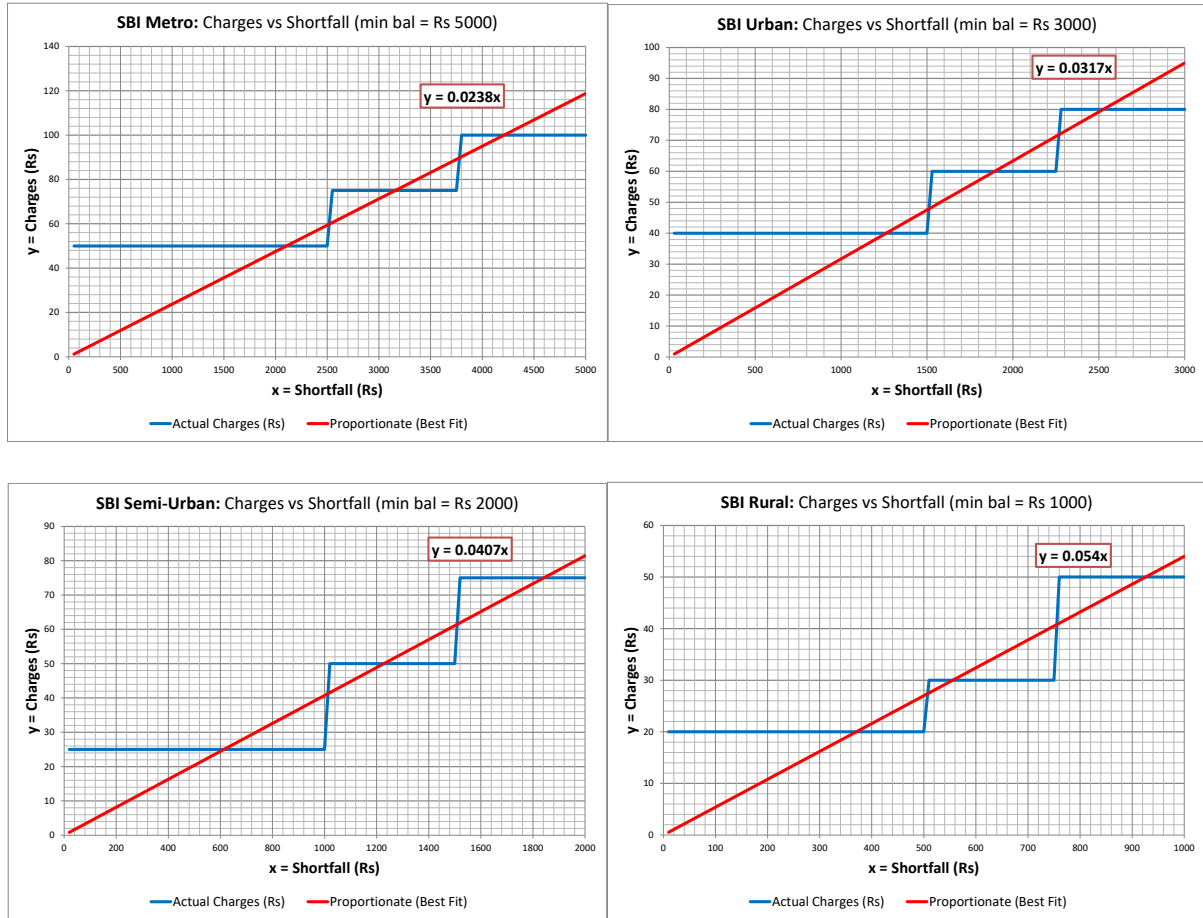 SBI Metro: Charges vs Shortfall (min bal = Rs 5000)
140
120
100
80
60
40
20
0
y = Charges (Rs)
y = 0.0238x
0 500 1000 1500 2000 2500 3000 3500 4000 4500 5000
x = Shortfall (Rs)
Actual Charges (Rs) Proportionate (Best Fit)
SBI Urban: Charges vs Shortfall (min bal = Rs 3000)
100
90
80
70
60
50
40
30
20
10
0
y = Charges (Rs)
y = 0.0317x
0 500 1000 1500 2000 2500 3000
x = Shortfall (Rs)
Actual Charges (Rs) Proportionate (Best Fit)
SBI Semi-Urban: Charges vs Shortfall (min bal = Rs 2000)
90
80
70
60
50
40
30
20
10
0
y = Charges (Rs)
y = 0.0407x
0 200 400 600 800 1000 1200 1400 1600 1800 2000
x = Shortfall (Rs)
Actual Charges (Rs) Proportionate (Best Fit)
SBI Rural: Charges vs Shortfall (min bal = Rs 1000)
60
50
40
30
20
10
0
y = Charges (Rs)
y = 0.054x
0 100 200 300 400 500 600 700 800 900 1000
x = Shortfall (Rs)
Actual Charges (Rs) Proportionate (Best Fit)